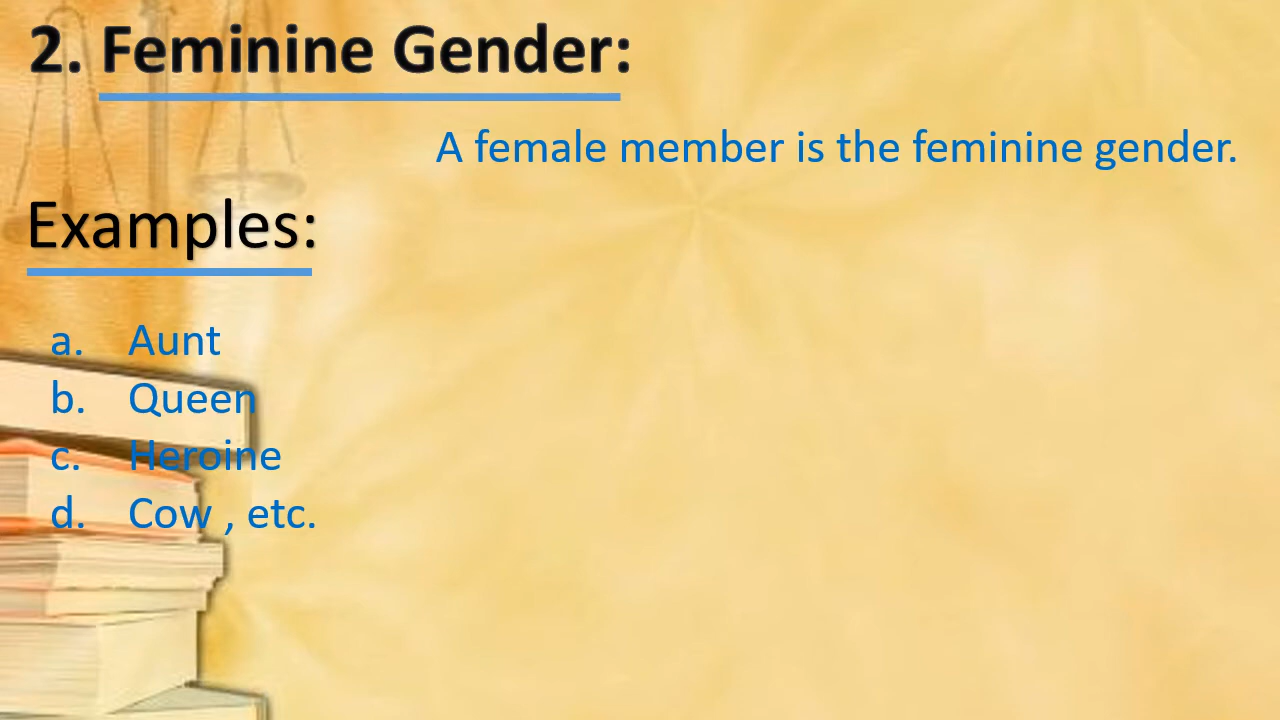 2. Feminine Gender:
A female member is the feminine gender.
Examples:
a. Aunt
b. Queen
c. Heroine
d. Cow , etc.